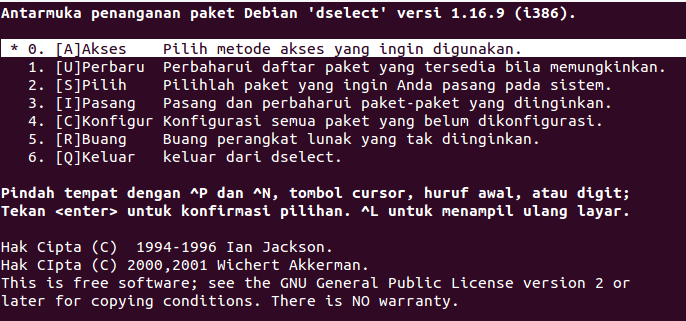 Antarmuka penanganan paket Debian 'dselect' versi 1.16.9 (i386).
* 0. [A]Akses Pilih metode akses yang ingin digunakan.
1. [U]Perbaru Perbaharui daftar paket yang tersedia bila memungkinkan.
2. [S]Pilih Pilihlah paket yang ingin Anda pasang pada sistem.
3. [I]Pasang Pasang dan perbaharui paket-paket yang diinginkan.
4. [C]Konfigur Konfigurasi semua paket yang belum dikonfigurasi.
5. [R]Buang Buang perangkat lunak yang tak diinginkan.
6. [Q]Keluar keluar dari dselect.
Pindah tempat dengan ^P dan ^N, tombol cursor, huruf awal, atau digit;
Tekan <enter> untuk konfirmasi pilihan. ^L untuk menampil ulang layar.
Hak Cipta (C) 1994-1996 Ian Jackson.
Hak CIpta (C) 2000,2001 Wichert Akkerman.
This is free software; see the GNU General Public License version 2 or
later for copying conditions. There is NO warranty.